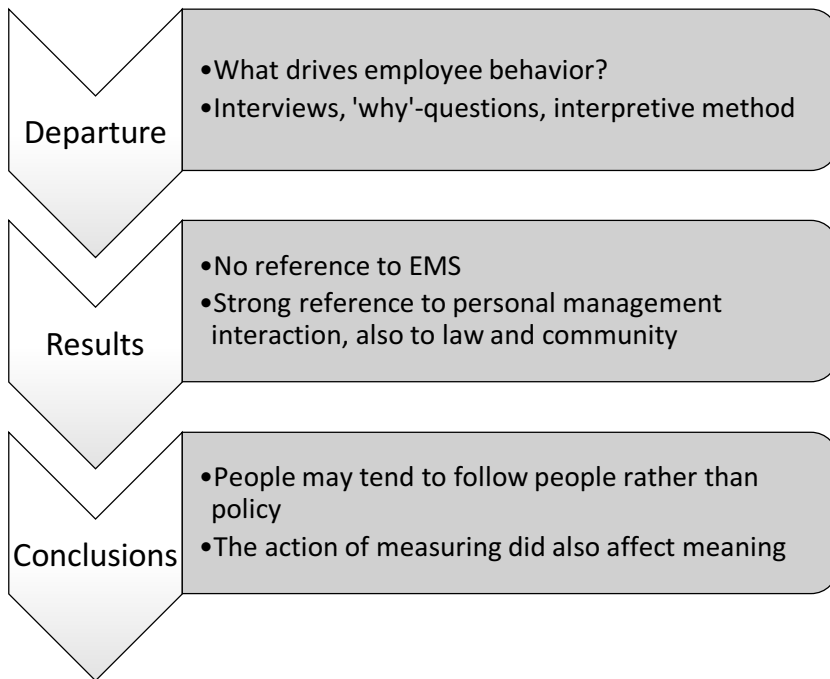 Departure
•What drives employee behavior?
•Interviews, 'why'-questions, interpretive method
Results
•No reference to EMS
•Strong reference to personal management
interaction, also to law and community
Conclusions
•People may tend to follow people rather than
policy
•The action of measuring did also affect meaning